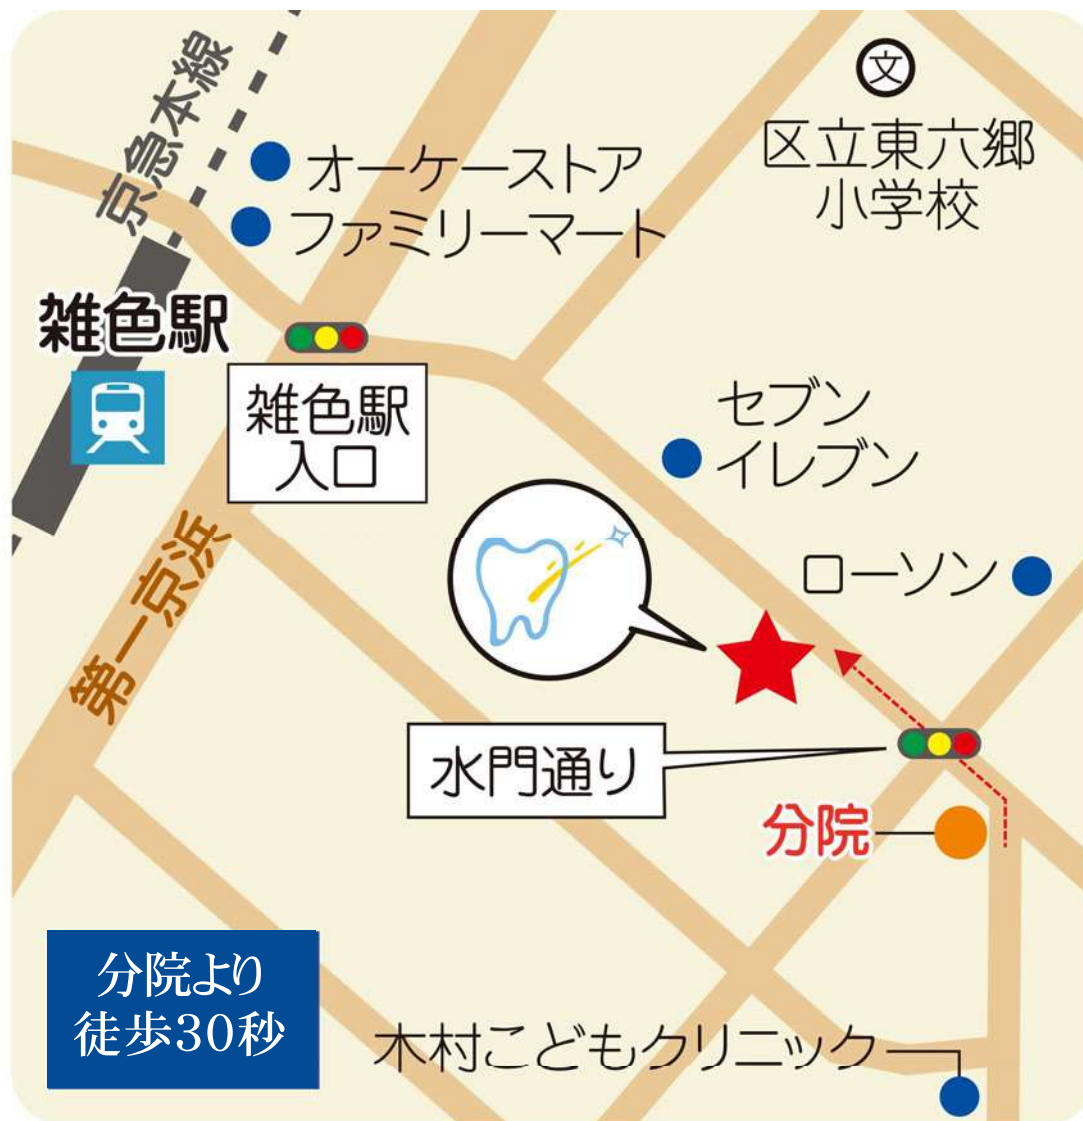 京急本線
オーケーストア
ファミリーマート
文
区立東六郷
小学校
雑色駅
雑色駅
入口
セブン
イレブン
ローソン
第一京浜
水門通り
分院
分院より
徒歩30秒
木村こどもクリニック